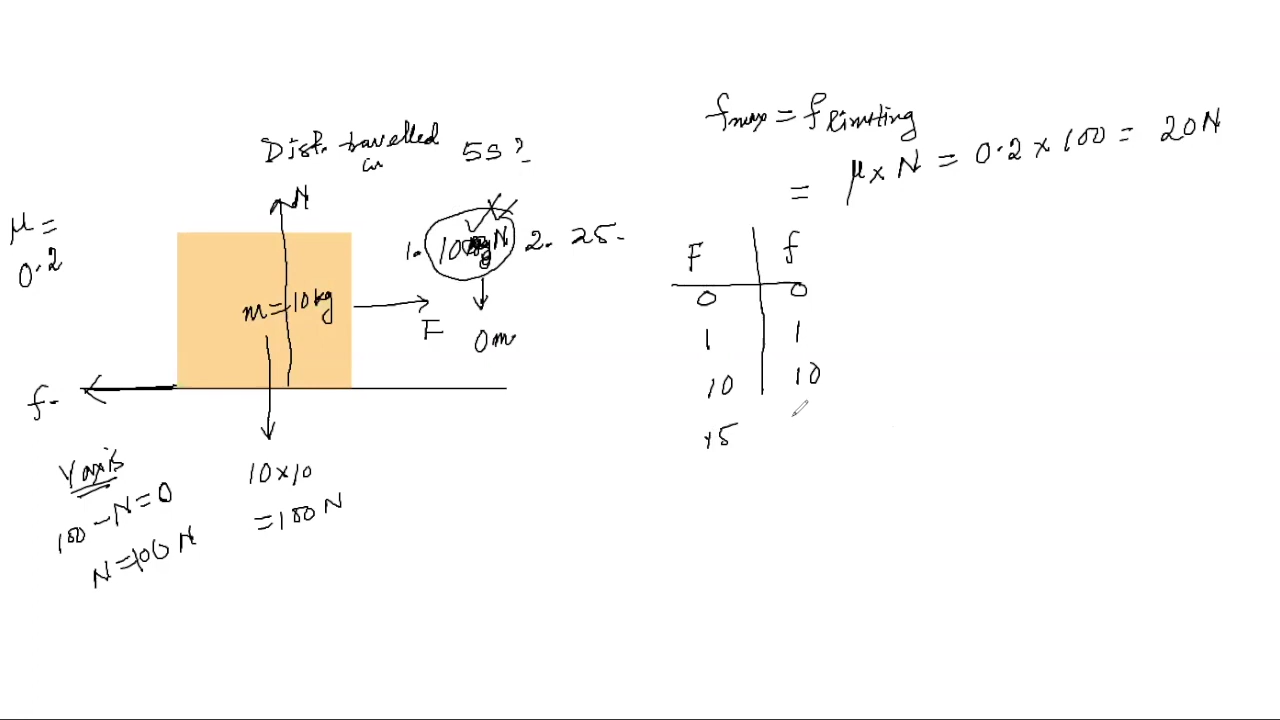 Dist. travelled
in
5s?
μ =
0.2
N
m=10kg
1. 10 N 2. 25.
F
0m.
f.
10×10
=100 N
Y axis
100 - N = 0
N=100 N
fmax = f limiting
= μ× N = 0.2 × 100 = 20N
F f
0 0
1 1
10 10
15